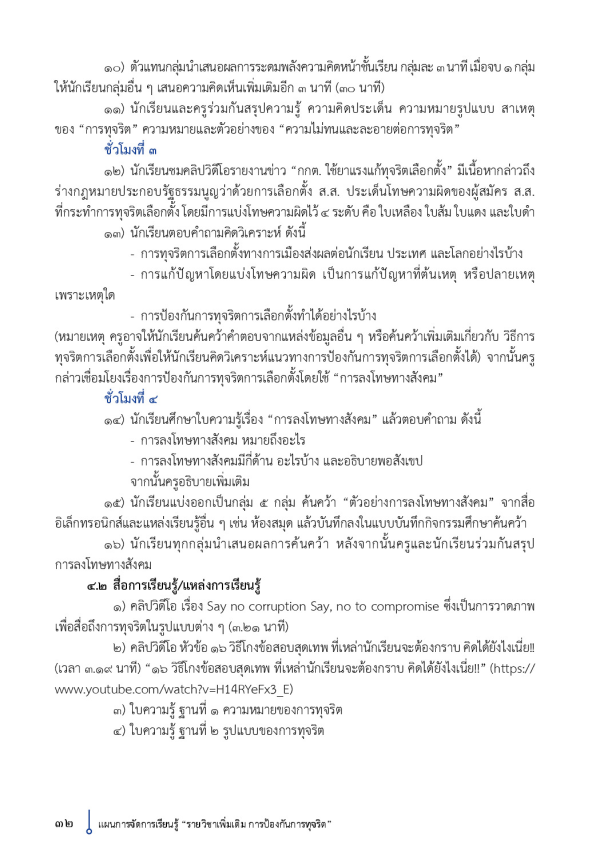 ๑๐) ตัวแทนกลุ่มนำเสนอผลการระดมพลังความคิดหน้าชั้นเรียน กลุ่มละ ๓ นาที เมื่อจบ ๑ กลุ่ม
ให้นักเรียนกลุ่มอื่น ๆ เสนอความคิดเห็นเพิ่มเติมอีก ๓ นาที (๓๐ นาที)
๑๑) นักเรียนและครูร่วมกันสรุปความรู้ ความคิดประเด็น ความหมายรูปแบบ สาเหตุ
ของ “การทุจริต” ความหมายและตัวอย่างของ “ความไม่ทนและละอายต่อการทุจริต”
ชั่วโมงที่ ๓
๑๒) นักเรียนชมคลิปวิดีโอรายงานข่าว “กกต. ใช้ยาแรงแก้ทุจริตเลือกตั้ง” มีเนื้อหากล่าวถึง
ร่างกฎหมายประกอบรัฐธรรมนูญว่าด้วยการเลือกตั้ง ส.ส. ประเด็นโทษความผิดของผู้สมัคร ส.ส.
ที่กระทำการทุจริตเลือกตั้ง โดยมีการแบ่งโทษความผิดไว้ ๔ ระดับ คือ ใบเหลือง ใบส้ม ใบแดง และใบดำ
๑๓) นักเรียนตอบคำถามคิดวิเคราะห์ ดังนี้
- การทุจริตการเลือกตั้งทางการเมืองส่งผลต่อนักเรียน ประเทศ และโลกอย่างไรบ้าง
- การแก้ปัญหาโดยแบ่งโทษความผิด เป็นการแก้ปัญหาที่ต้นเหตุ หรือปลายเหตุ
เพราะเหตุใด
- การป้องกันการทุจริตการเลือกตั้งทำได้อย่างไรบ้าง
(หมายเหตุ ครูอาจให้นักเรียนค้นคว้าคำตอบจากแหล่งข้อมูลอื่น ๆ หรือค้นคว้าเพิ่มเติมเกี่ยวกับ วิธีการ
ทุจริตการเลือกตั้งเพื่อให้นักเรียนคิดวิเคราะห์แนวทางการป้องกันการทุจริตการเลือกตั้งได้) จากนั้นครู
กล่าวเชื่อมโยงเรื่องการป้องกันการทุจริตการเลือกตั้งโดยใช้ “การลงโทษทางสังคม”
ชั่วโมงที่ ๔
๑๔) นักเรียนศึกษาใบความรู้เรื่อง “การลงโทษทางสังคม” แล้วตอบคำถาม ดังนี้
- การลงโทษทางสังคม หมายถึงอะไร
- การลงโทษทางสังคมมีกี่ด้าน อะไรบ้าง และอธิบายพอสังเขป
จากนั้นครูอธิบายเพิ่มเติม
๑๕) นักเรียนแบ่งออกเป็นกลุ่ม ๕ กลุ่ม ค้นคว้า “ตัวอย่างการลงโทษทางสังคม” จากสื่อ
อิเล็กทรอนิกส์และแหล่งเรียนรู้อื่น ๆ เช่น ห้องสมุด แล้วบันทึกลงในแบบบันทึกกิจกรรมศึกษาค้นคว้า
๑๖) นักเรียนทุกกลุ่มนำเสนอผลการค้นคว้า หลังจากนั้นครูและนักเรียนร่วมกันสรุป
การลงโทษทางสังคม
๔.๒ สื่อการเรียนรู้/แหล่งการเรียนรู้
๑) คลิปวิดีโอ เรื่อง Say no corruption Say, no to compromise ซึ่งเป็นการวาดภาพ
เพื่อสื่อถึงการทุจริตในรูปแบบต่าง ๆ (๓.๒๑ นาที)
๒) คลิปวิดีโอ หัวข้อ ๑๖ วิธีโกงข้อสอบสุดเทพ ที่เหล่านักเรียนจะต้องกราบ คิดได้ยังไงเนี่ย!!
(เวลา ๓.๑๙ นาที) “๑๖ วิธีโกงข้อสอบสุดเทพ ที่เหล่านักเรียนจะต้องกราบ คิดได้ยังไงเนี่ย!!” (https://
www.youtube.com/watch?v=H14RYeFx3_E)
๓) ใบความรู้ ฐานที่ ๑ ความหมายของการทุจริต
๔) ใบความรู้ ฐานที่ ๒ รูปแบบของการทุจริต
๓๒ แผนการจัดการเรียนรู้ “รายวิชาเพิ่มเติม การป้องกันการทุจริต”